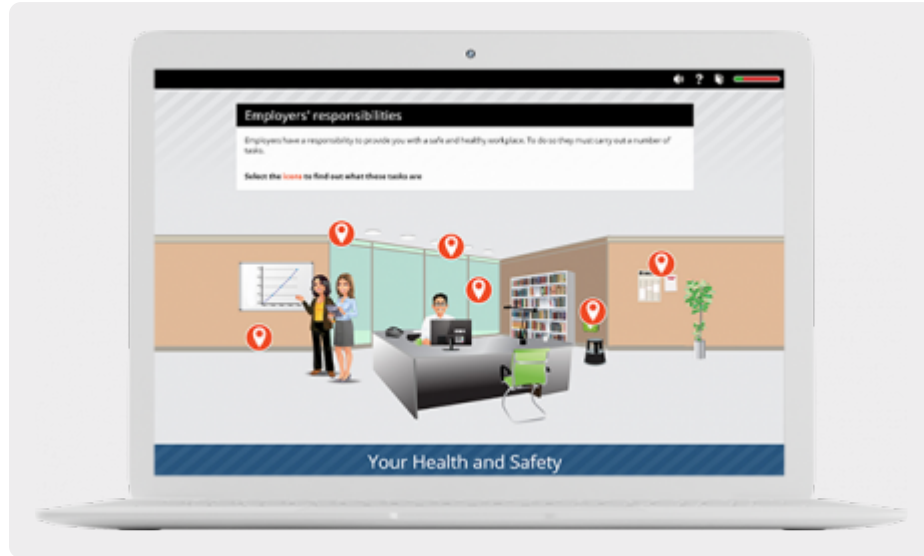 ?
Employers' responsibilities
Employers have a responsibility to provide you with a safe and healthy workplace. To do so they must carry out a number of
tasks.
Select the icons to find out what these tasks are
Your Health and Safety